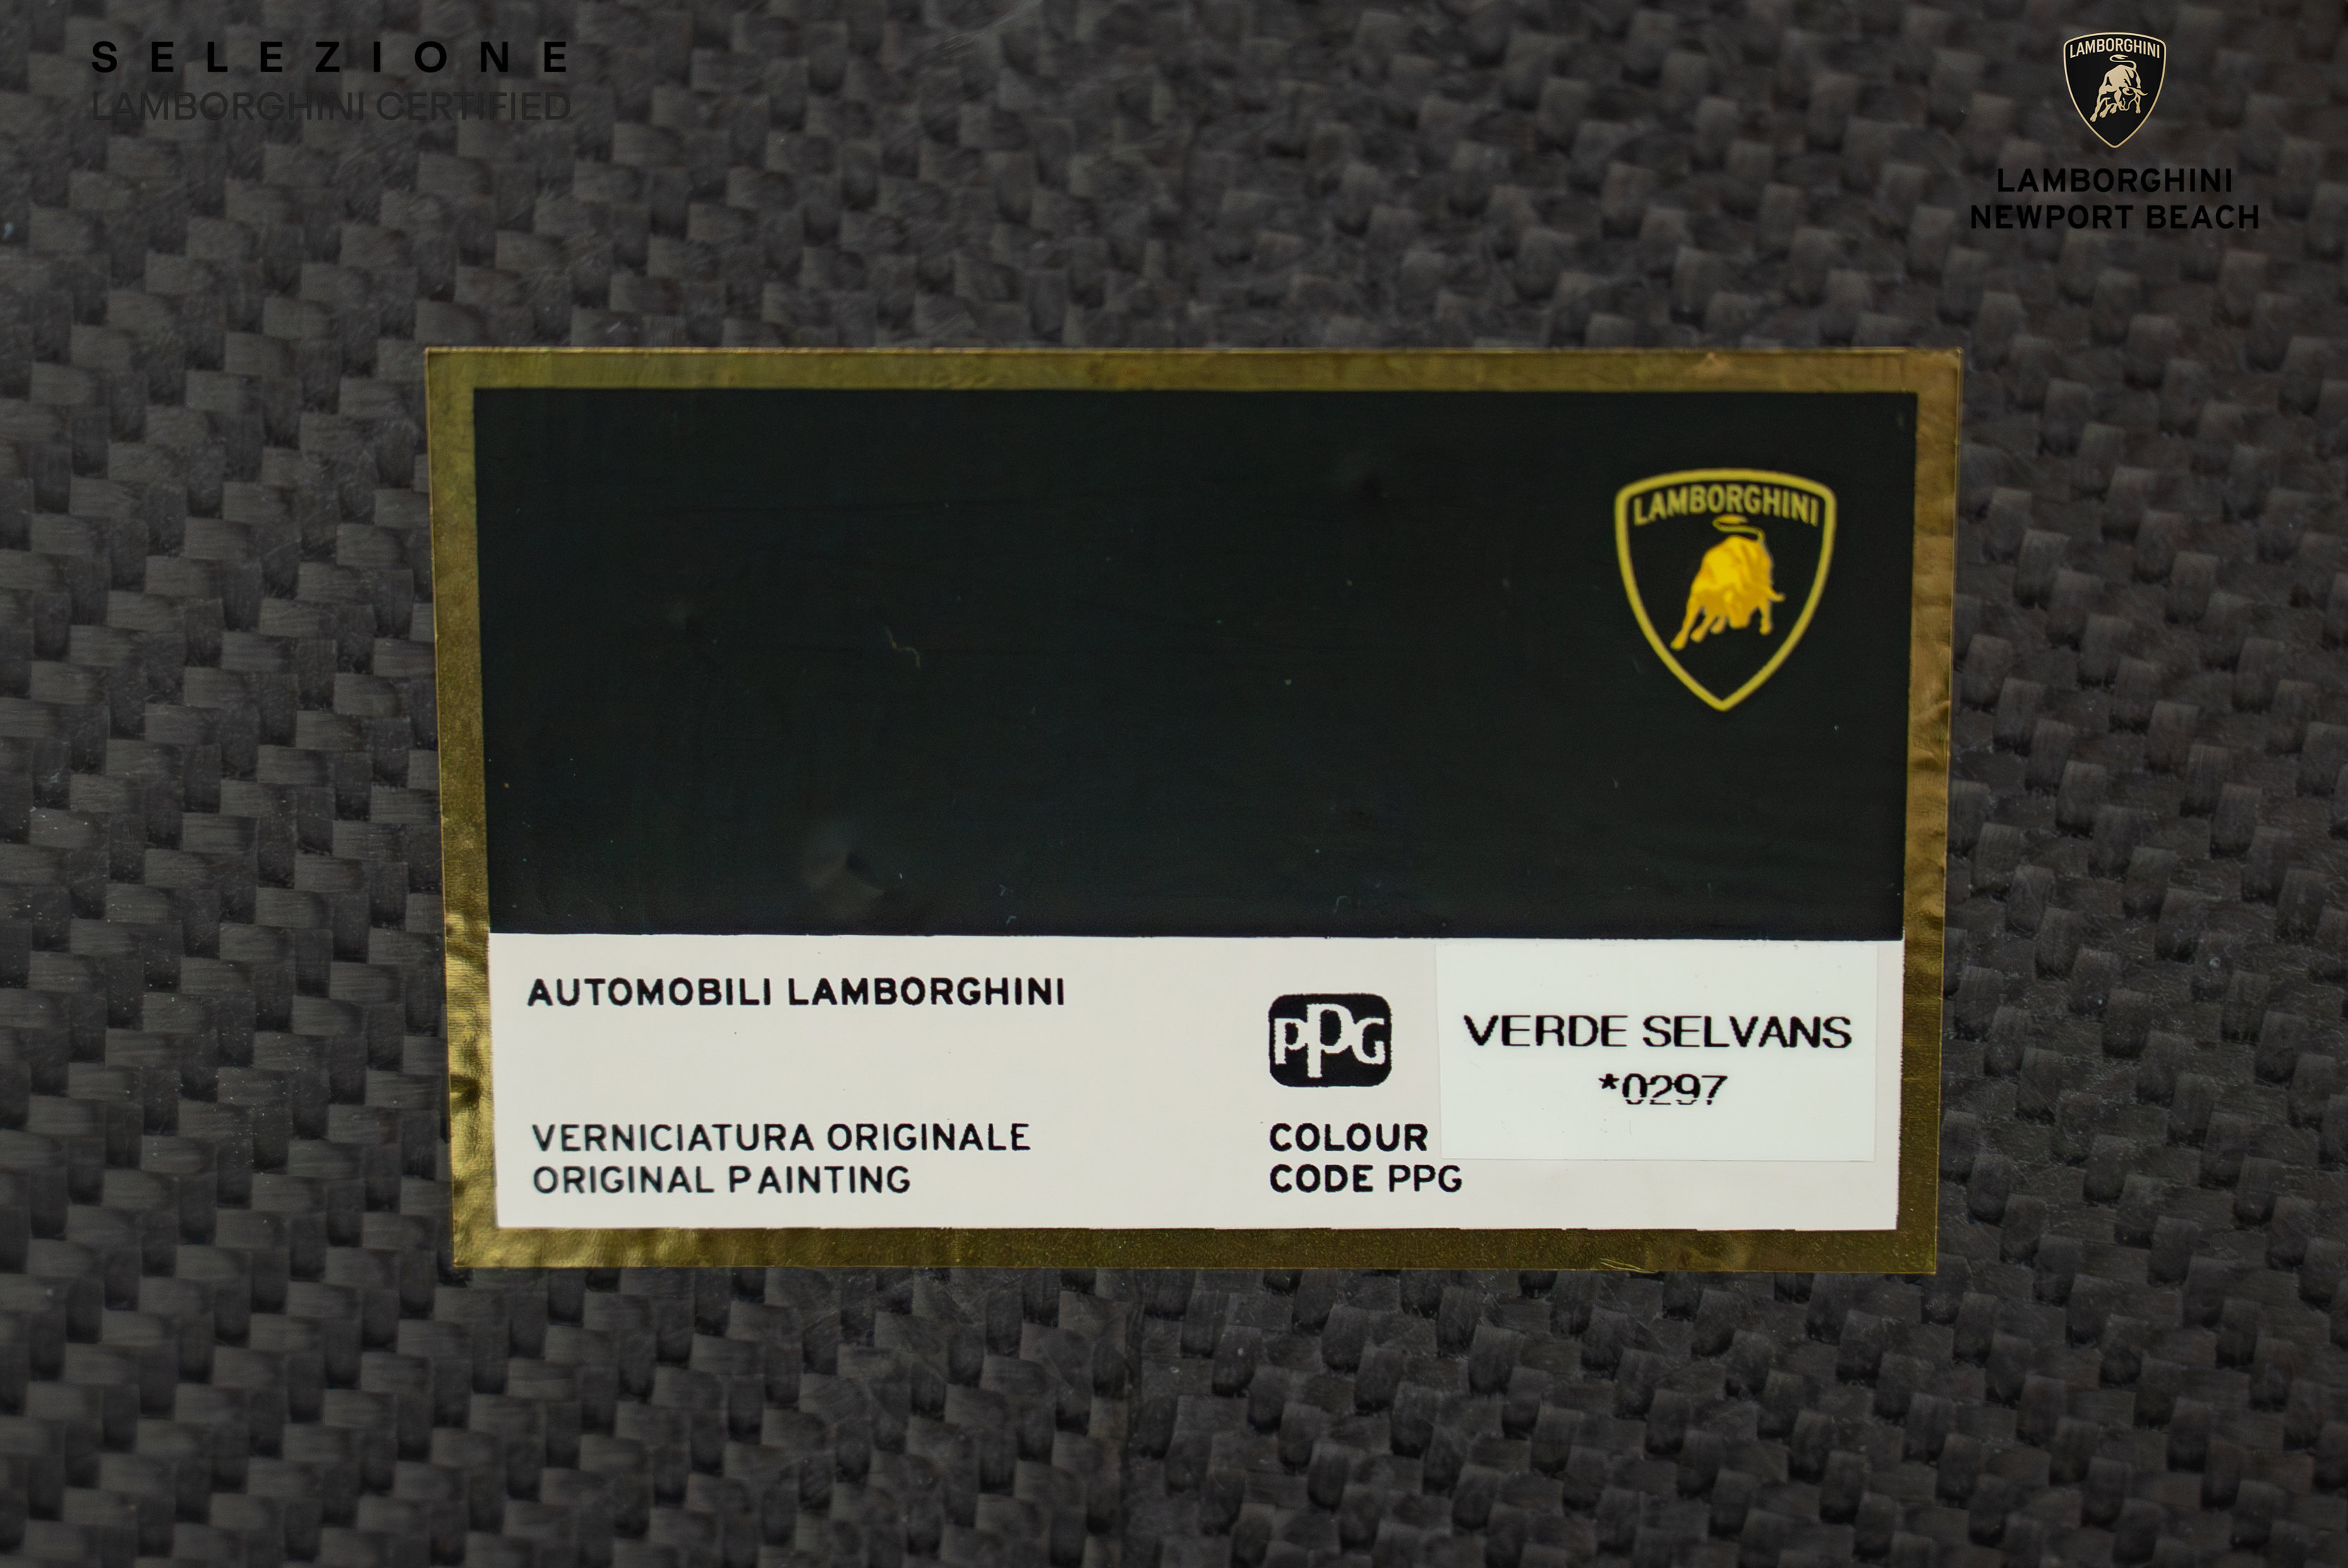 SELEZIONE
LAMBORGHINI CERTIFIED
LAMBORGHINI
LAMBORGHINI
NEWPORT BEACH
LAMBORGHINI
AUTOMOBILI LAMBORGHINI
PPG
VERDE SELVANS
*0297
VERNICIATURA ORIGINALE
ORIGINAL PAINTING
COLOUR
CODE PPG